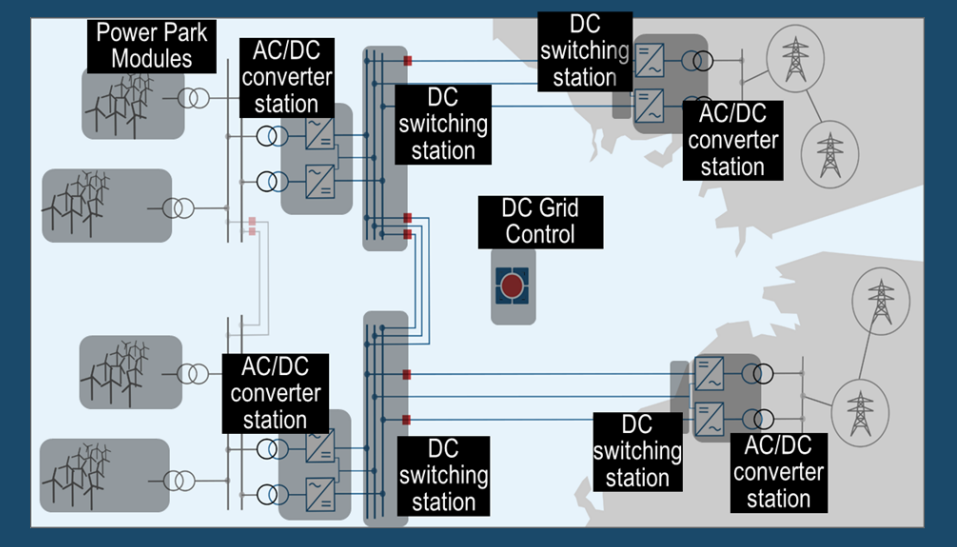 Power Park
Modules
AC/DC
converter
station
DC
switching
station
DC
switching
station
AC/DC
converter
station
DC Grid
Control
AC/DC
converter
station
DC
switching
station
DC
switching
station
AC/DC
converter
station